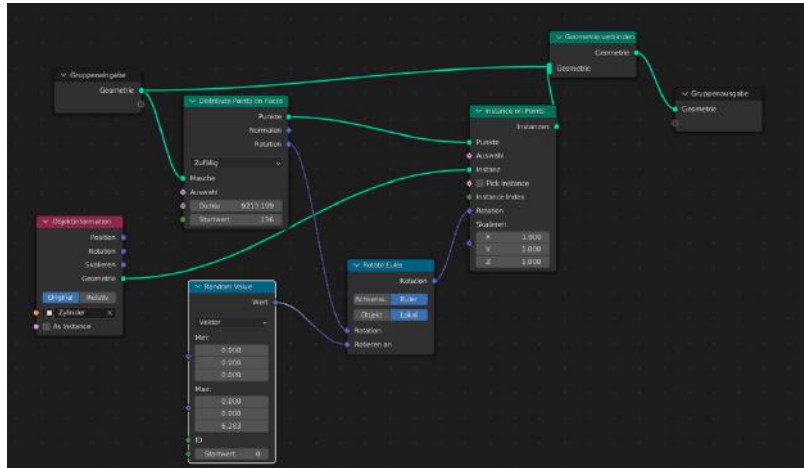 Gruppeneingabe
Geometrie
Distribute Points on Faces
Punkte
Normalen
Rotation
Zufällig
Masche
Auswahl
Dichte 9213.199
Startwert 136
Objektinformation
Position
Rotation
Skalieren
Geometrie
Original Relativ
Zylinder
As Instance
Random Value
Wert
Vektor
Min:
0.000
0.000
0.000
Max:
0.000
0.000
6.283
ID
Startwert 0
Rotate Euler
Rotation
Achsenw... Euler
Objekt Lokal
Rotation
Rotieren an
Instance on Points
Instanzen
Punkte
Auswahl
Instanz
Pick Instance
Instance Index
Rotation
Skalieren:
X 1.000
Y 1.000
Z 1.000
Geometrie verbinden
Geometrie
Geometrie
Gruppenausgabe
Geometrie